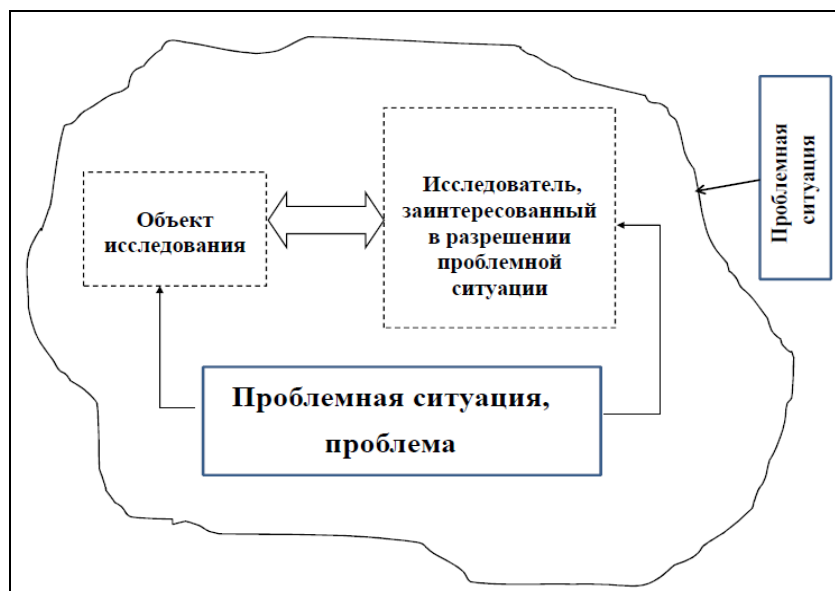 Объект
исследования
Исследователь,
заинтересованный
в разрешении
проблемной
ситуации
Проблемная
ситуация
Проблемная ситуация,
проблема